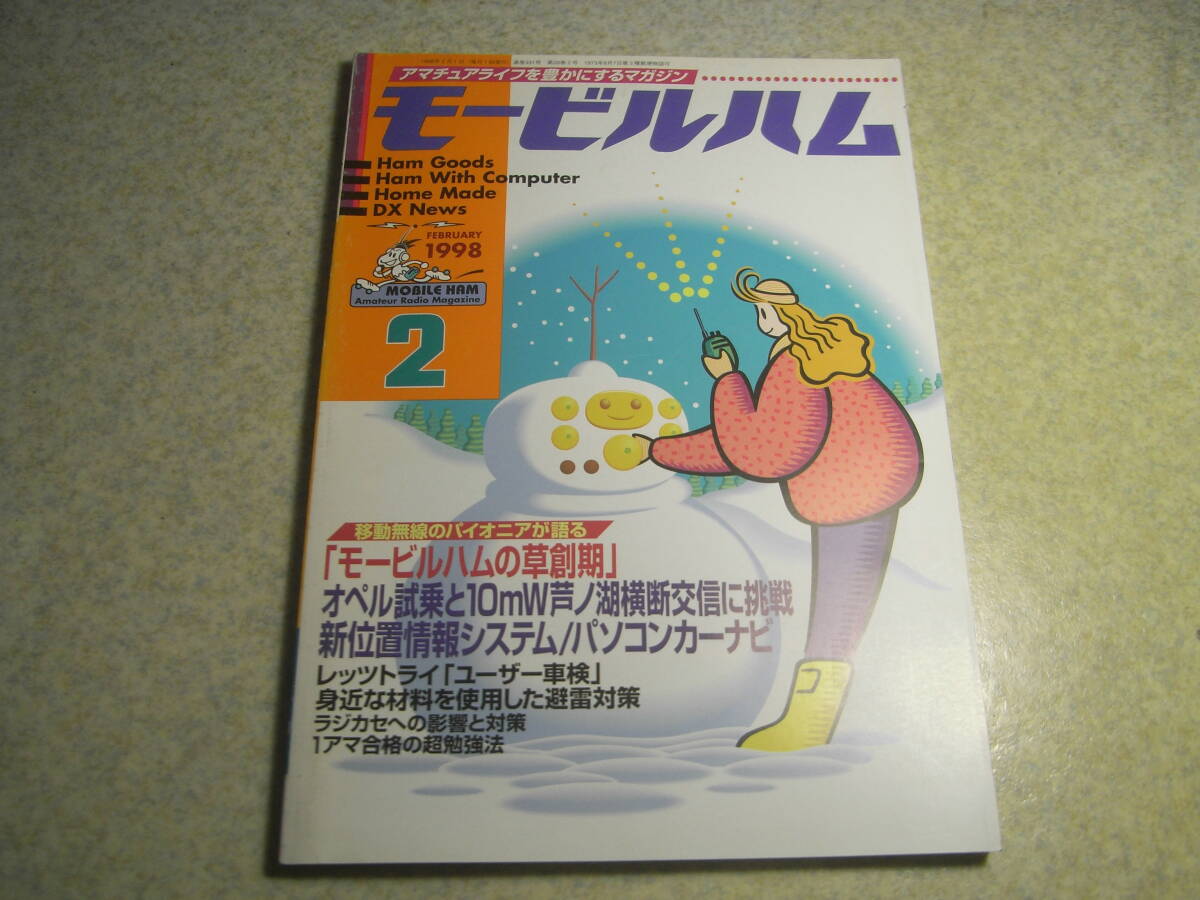 アマチュアライフを豊かにするマガジン
モービルハム
Ham Goods
Ham With Computer
Home Made
DX News
FEBRUARY
1998
MOBILE HAM
Amateur Radio Magazine
2
移動無線のパイオニアが語る
「モービルハムの草創期」
オペル試乗と10mW芦ノ湖横断交信に挑戦
新位置情報システム/パソコンカーナビ
レッツトライ「ユーザー車検」
身近な材料を使用した避雷対策
ラジカセへの影響と対策
1アマ合格の超勉強法